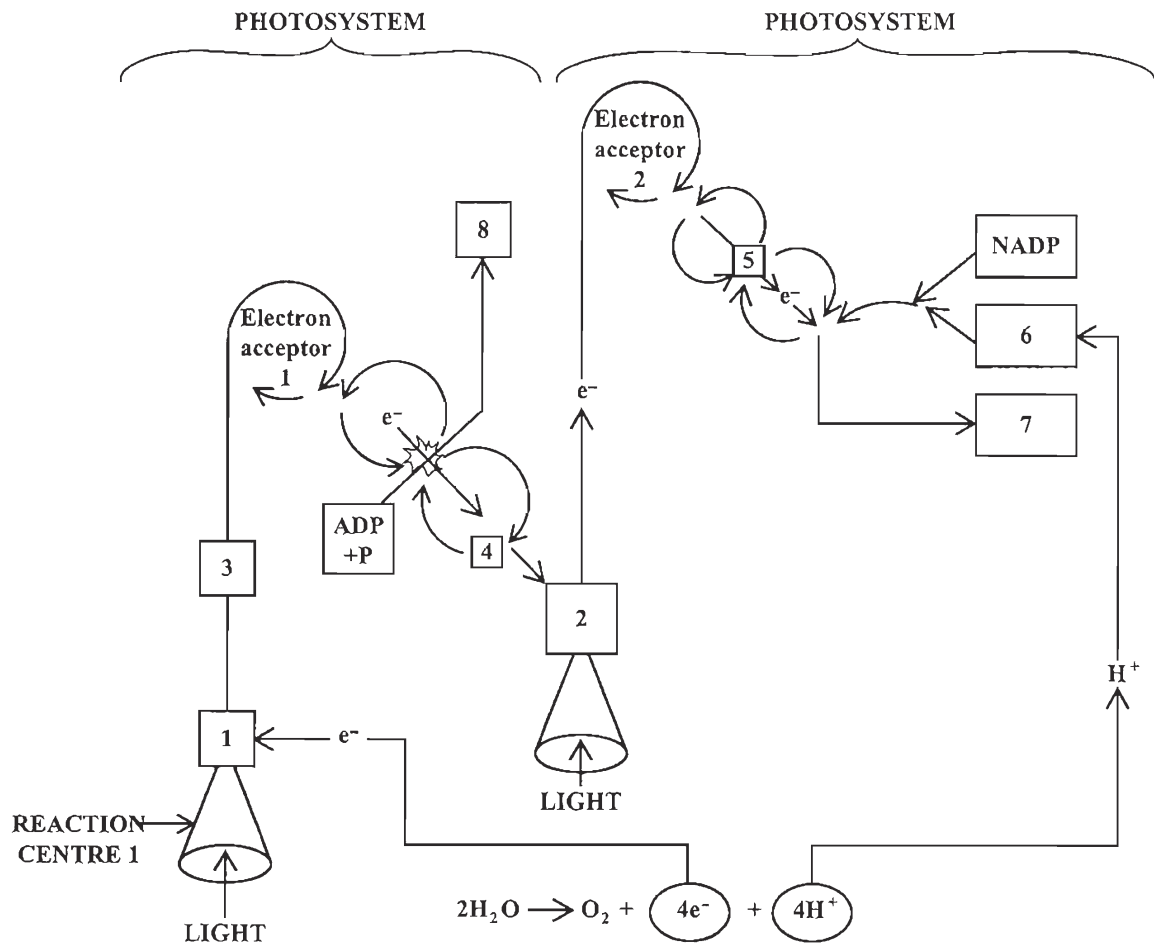 PHOTOSYSTEM
PHOTOSYSTEM
Electron
acceptor
2
8
NADP
5
e⁻
6
Electron
acceptor
1
e⁻
e⁻
7
ADP
+P
4
3
2
H⁺
1
e⁻
LIGHT
REACTION
CENTRE 1
2H₂O → O₂ + 4e⁻ + 4H⁺
LIGHT